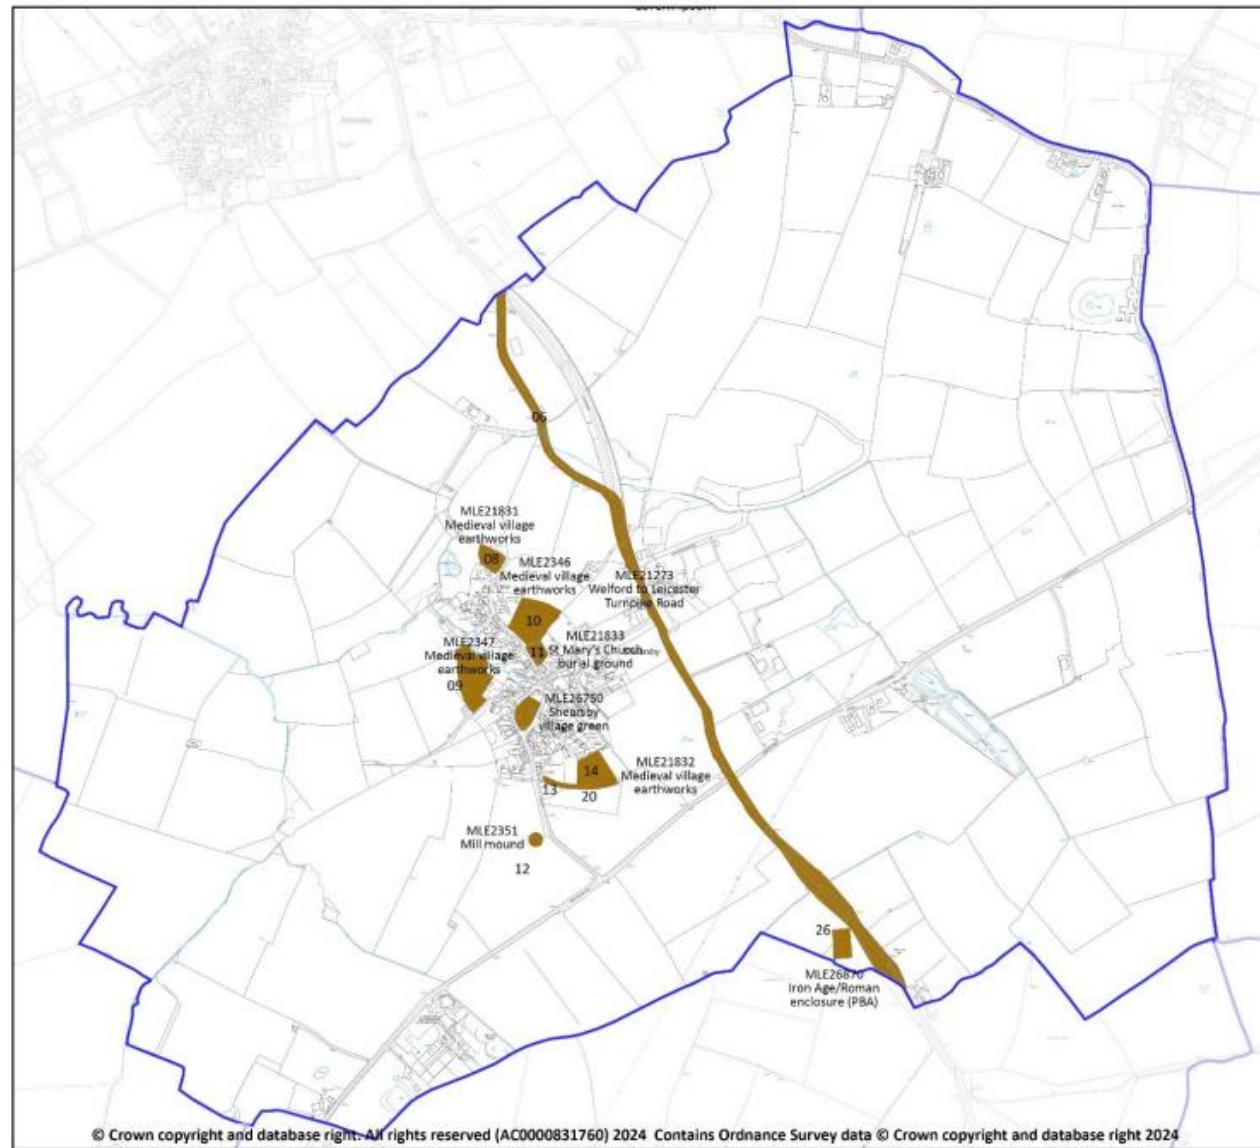 06
MLE21831
Medieval village
earthworks
08
MLE2346
Medieval village
earthworks
MLE21273
Welford to Leicester
Turnpike Road
10
MLE2347
Medieval village
earthworks
09
11
MLE21833
St Mary's Church
burial ground
MLE26750
Shearsby
village green
14
MLE21832
Medieval village
earthworks
13
20
MLE2351
Mill mound
12
26
MLE26870
Iron Age/Roman
enclosure (PBA)
© Crown copyright and database right. All rights reserved (AC0000831760) 2024 Contains Ordnance Survey data © Crown copyright and database right 2024